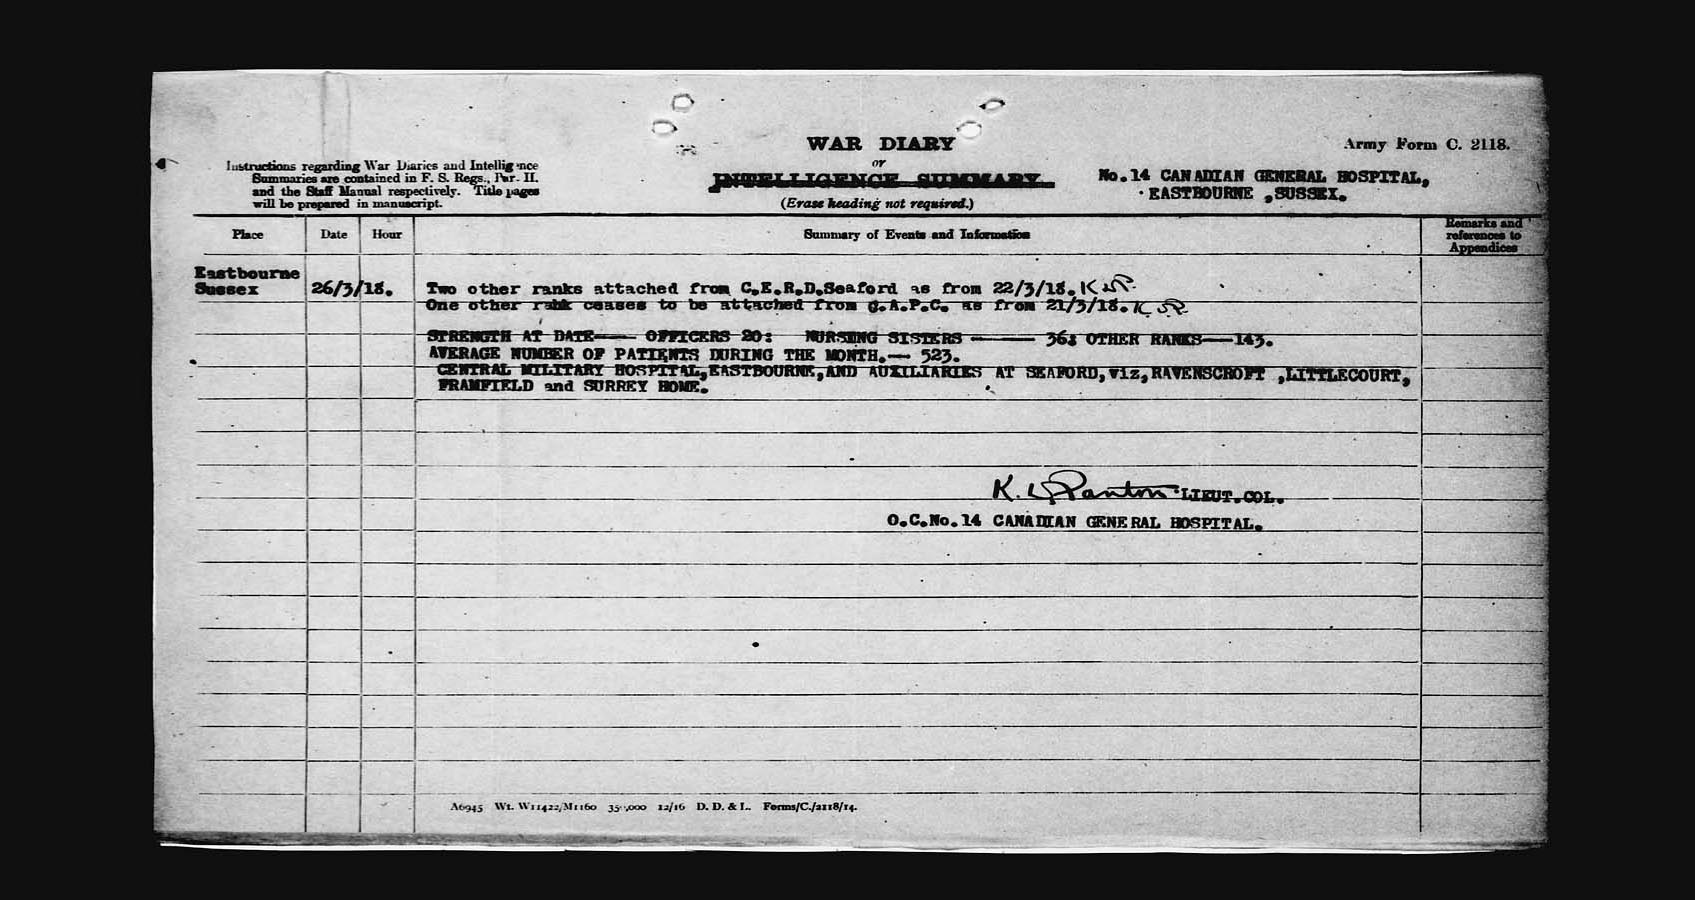 WAR DIARY
or
INTELLIGENCE SUMMARY.
(Erase heading not required.)
Army Form C. 2118.
Instructions regarding War Diaries and Intelligence
Summaries are contained in F. S. Regs., Par. II.
and the Staff Manual respectively. Title pages
will be prepared in manuscript.
No.14 CANADIAN GENERAL HOSPITAL,
EASTBOURNE ,SUSSEX.
Place
Date
Hour
Summary of Events and Information
Remarks and
references to
Appendices
Eastbourne
Sussex
26/3/18.
Two other ranks attached from C.E.R.D.Seaford as from 22/3/18.
One other rank ceases to be attached from C.A.P.C. as from 21/3/18.
STRENGTH AT DATE--- OFFICERS 20: NURSING SISTERS ----- 36: OTHER RANKS---143.
AVERAGE NUMBER OF PATIENTS DURING THE MONTH.-- 523.
CENTRAL MILITARY HOSPITAL,EASTBOURNE,AND AUXILIARIES AT SEAFORD,viz,RAVENSCROFT ,LITTLECOURT,
FRAMFIELD and SURREY HOME.
K. Panton LIEUT.COL.
O.C.No.14 CANADIAN GENERAL HOSPITAL.
A6945 Wt. W11422/M1160 12/16 D. D. & L. Forms/C./2118/14.